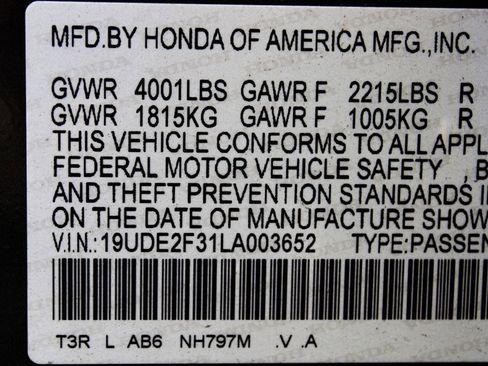 MFD.BY HONDA OF AMERICA MFG.,INC.
GVWR 4001LBS GAWR F 2215LBS R
GVWR 1815KG GAWR F 1005KG R
THIS VEHICLE CONFORMS TO ALL APPL
FEDERAL MOTOR VEHICLE SAFETY , B
AND THEFT PREVENTION STANDARDS I
ON THE DATE OF MANUFACTURE SHOW
V.I.N.:19UDE2F31LA003652 TYPE:PASSEN
T3R L AB6 NH797M .V .A